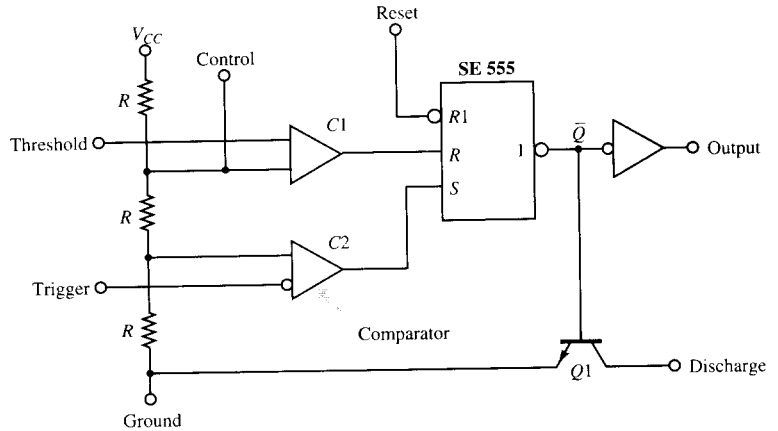 Reset
V_CC
Control
SE 555
R
C1
R1
Threshold
R
1
Q̅
Output
S
R
C2
Trigger
R
Comparator
Q1
Discharge
Ground